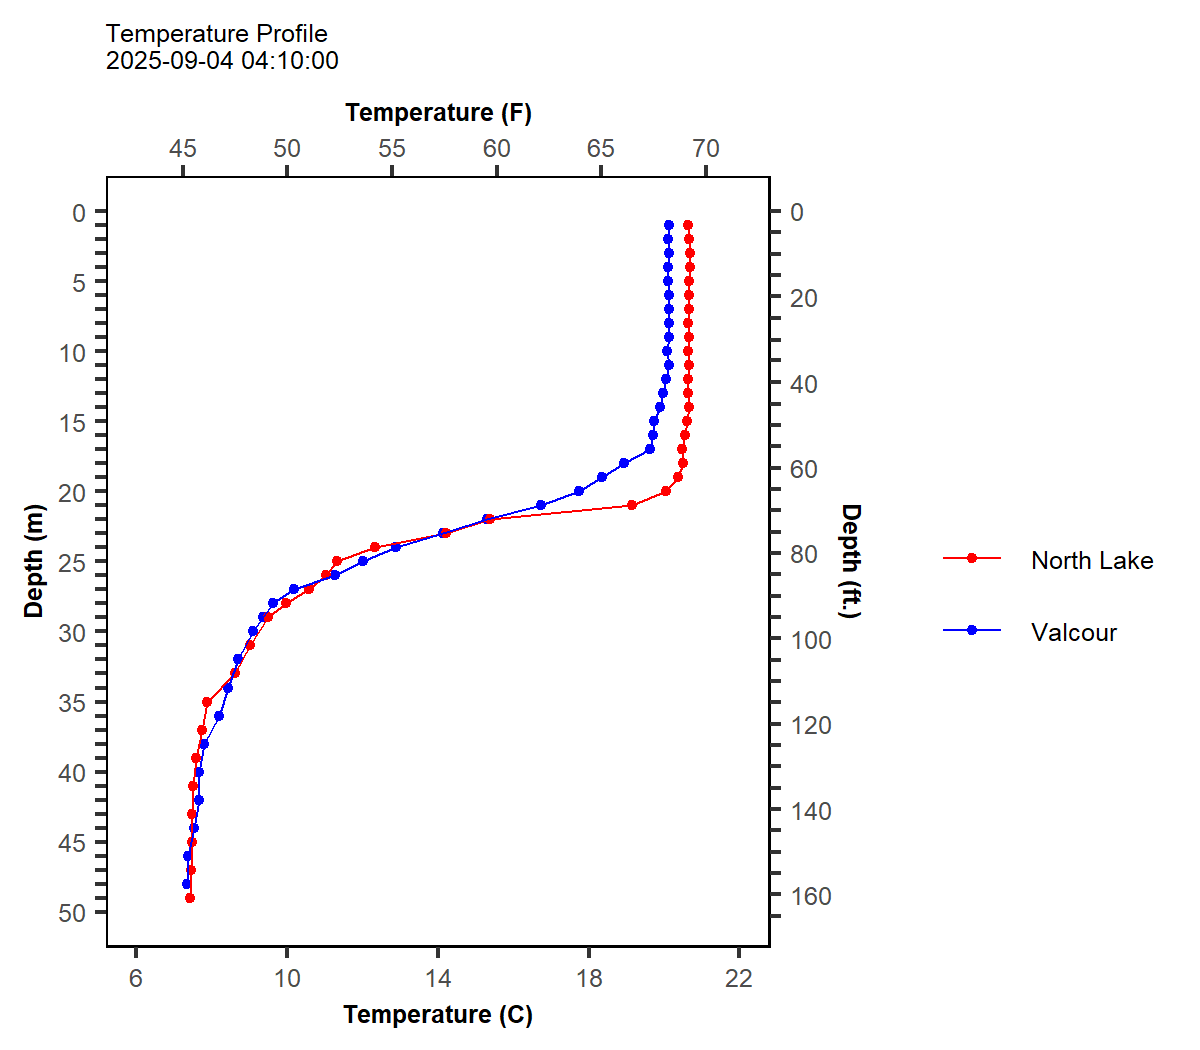 Temperature Profile
2025-09-04 04:10:00
Temperature (F)
45 50 55 60 65 70
0
5
10
15
20
25
30
35
40
45
50
Depth (m)
0
20
40
60
80
100
120
140
160
Depth (ft.)
North Lake
Valcour
6 10 14 18 22
Temperature (C)